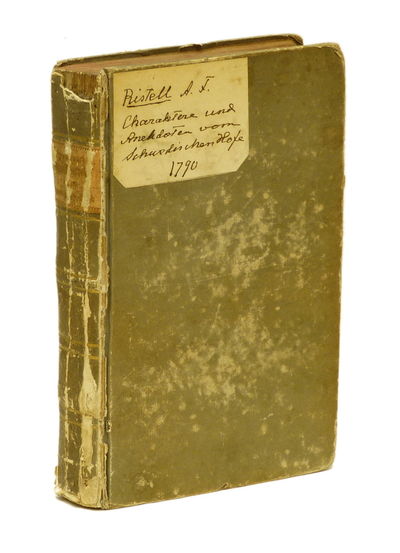 Ristell A. F.
Charaktere und
Anekdoten vom
Schwedischen Hofe
1790